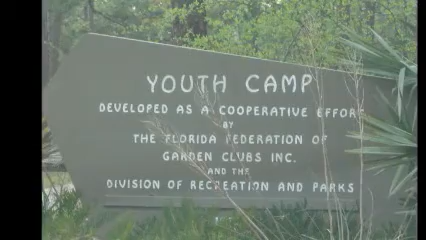 YOUTH CAMP
DEVELOPED AS A COOPERATIVE EFFORT
BY
THE FLORIDA FEDERATION OF
GARDEN CLUBS INC.
AND THE
DIVISION OF RECREATION AND PARKS